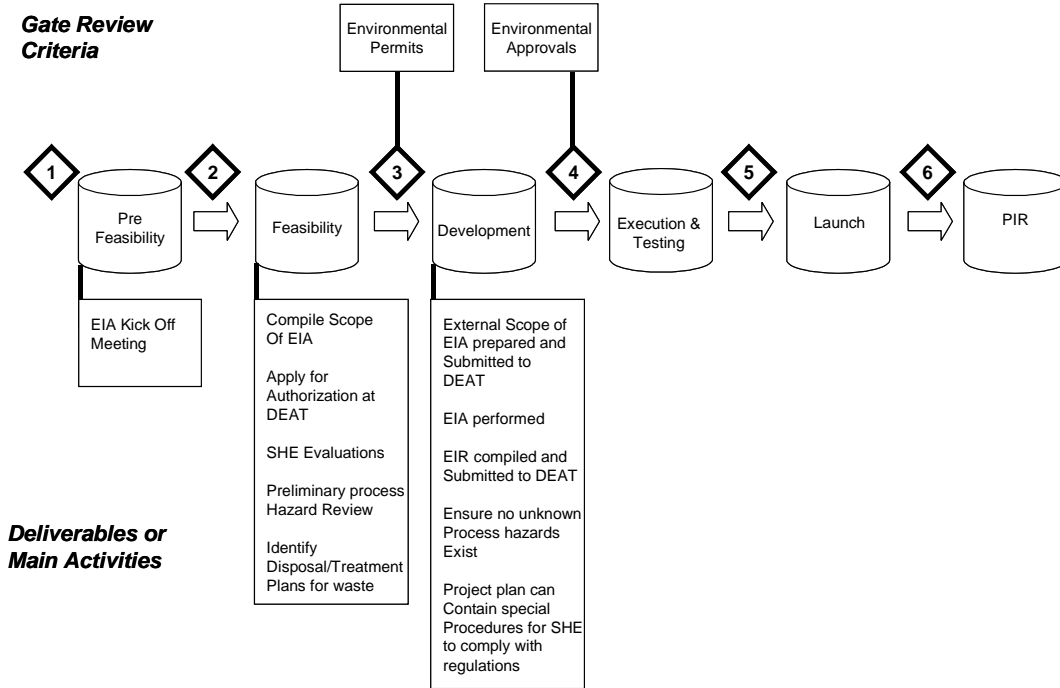 Gate Review
Criteria
Environmental
Permits
Environmental
Approvals
1
2
3
4
5
6
Pre
Feasibility
Feasibility
Development
Execution &
Testing
Launch
PIR
EIA Kick Off
Meeting
Compile Scope
Of EIA
Apply for
Authorization at
DEAT
SHE Evaluations
Preliminary process
Hazard Review
Identify
Disposal/Treatment
Plans for waste
External Scope of
EIA prepared and
Submitted to
DEAT
EIA performed
EIR compiled and
Submitted to DEAT
Ensure no unknown
Process hazards
Exist
Project plan can
Contain special
Procedures for SHE
to comply with
regulations
Deliverables or
Main Activities